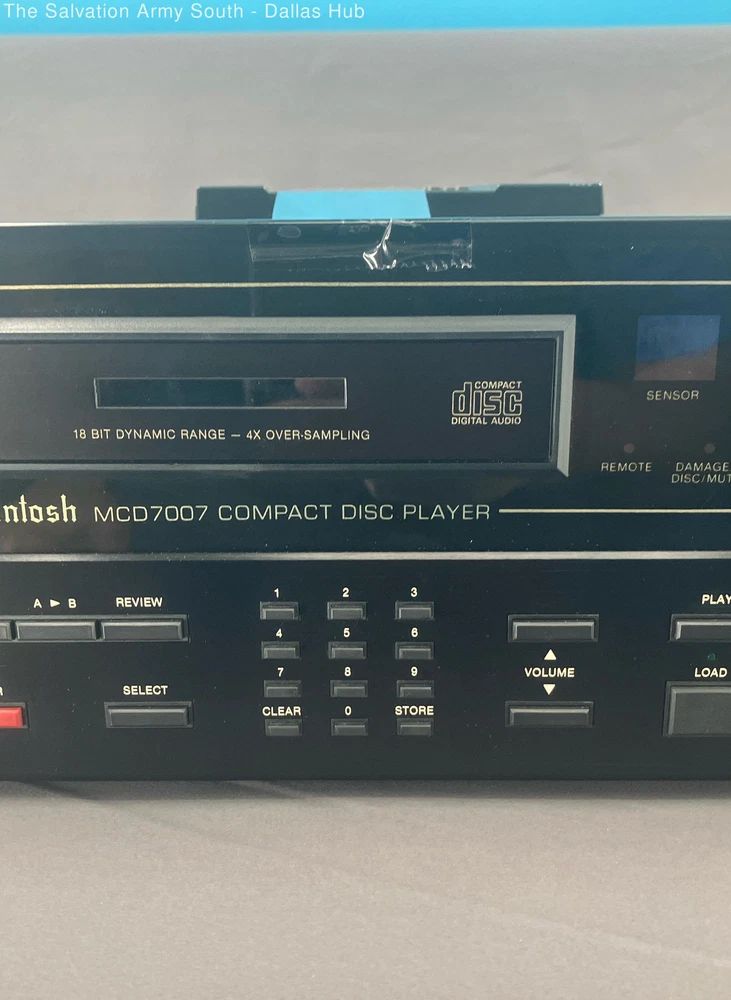 The Salvation Army South - Dallas Hub
COMPACT
disc
DIGITAL AUDIO
18 BIT DYNAMIC RANGE — 4X OVER-SAMPLING
SENSOR
REMOTE
DAMAGE
DISC/MUT
ntosh MCD7007 COMPACT DISC PLAYER
A ▶ B
REVIEW
1 2 3
4 5 6
7 8 9
CLEAR 0 STORE
SELECT
▲
VOLUME
▼
PLAY
LOAD
R